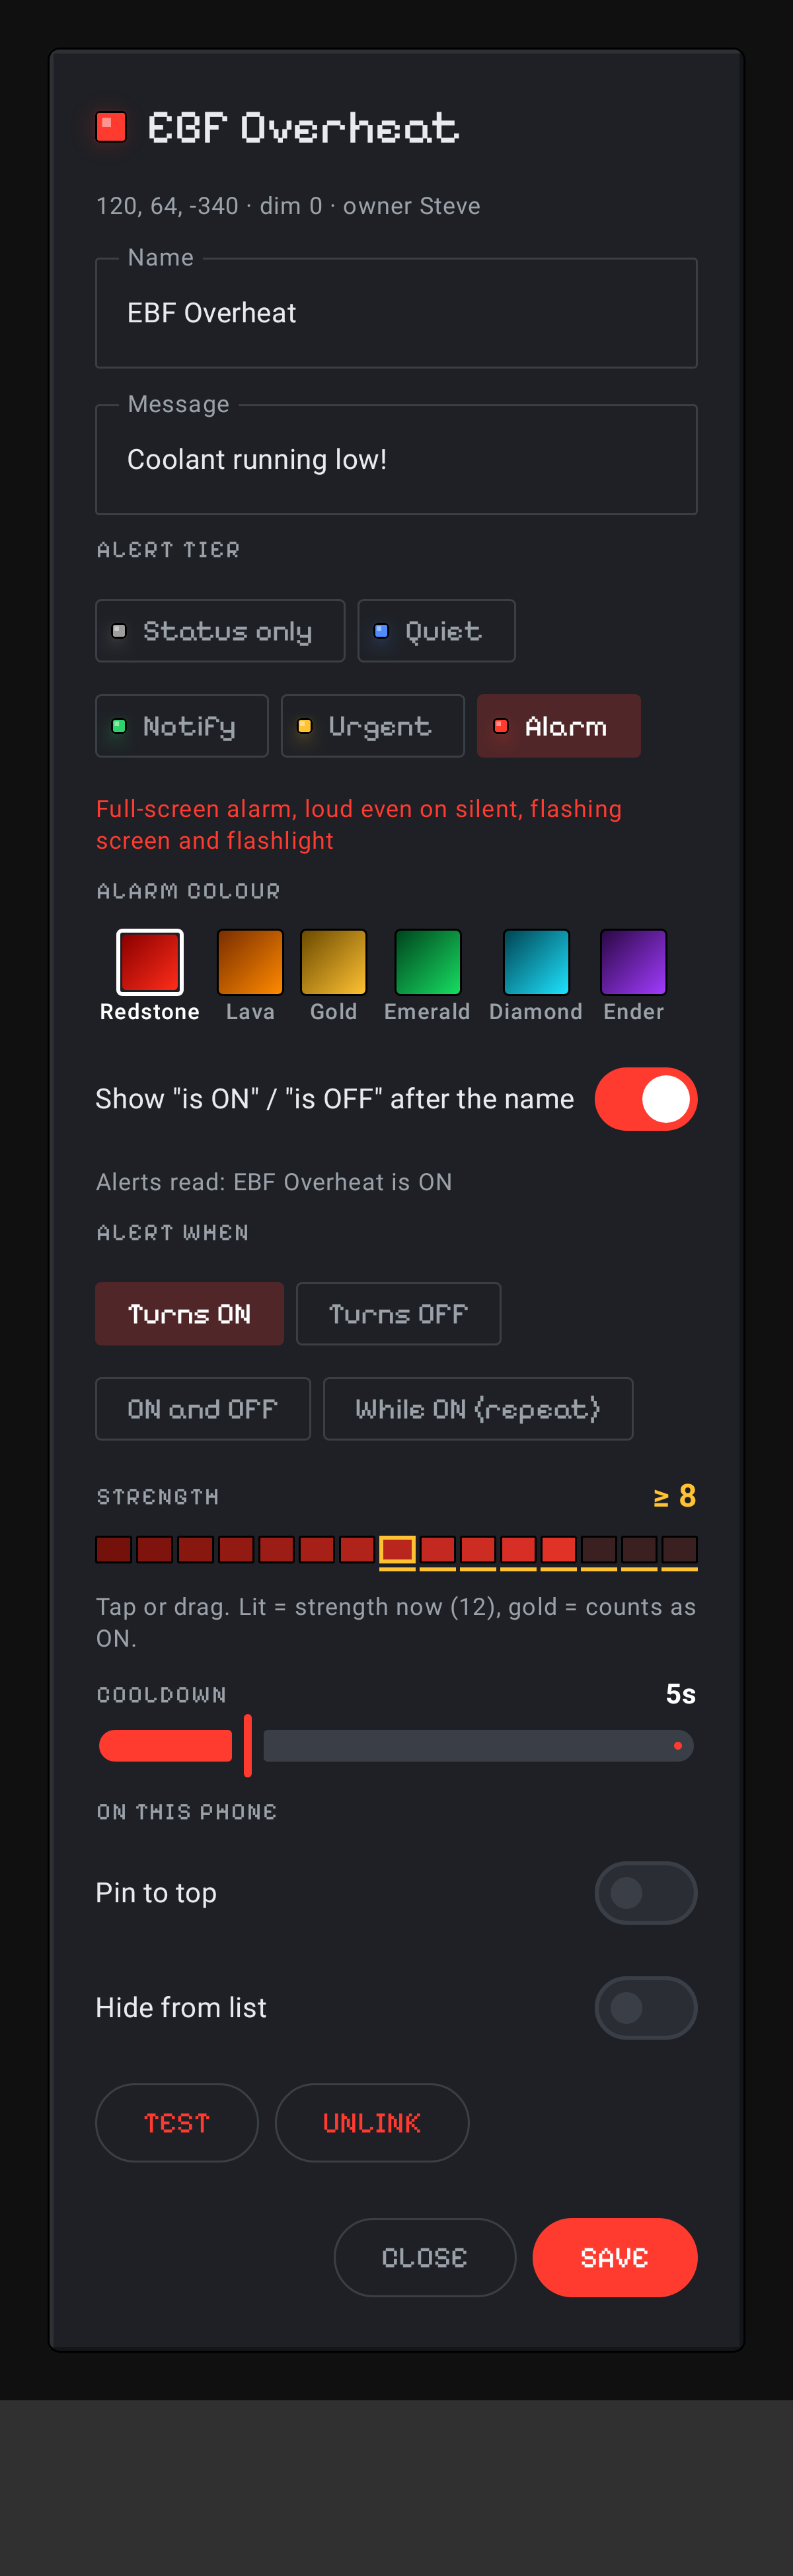 EBF Overheat
120, 64, -340 · dim 0 · owner Steve
Name
EBF Overheat
Message
Coolant running low!
ALERT TIER
Status only
Quiet
Notify
Urgent
Alarm
Full-screen alarm, loud even on silent, flashing
screen and flashlight
ALARM COLOUR
Redstone
Lava
Gold
Emerald
Diamond
Ender
Show "is ON" / "is OFF" after the name
Alerts read: EBF Overheat is ON
ALERT WHEN
Turns ON
Turns OFF
ON and OFF
While ON (repeat)
STRENGTH
≥ 8
Tap or drag. Lit = strength now (12), gold = counts as
ON.
COOLDOWN
5s
ON THIS PHONE
Pin to top
Hide from list
TEST
UNLINK
CLOSE
SAVE